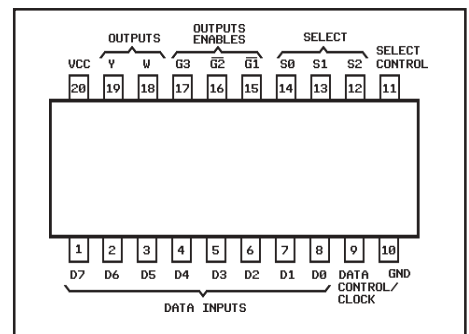 OUTPUTS OUTPUTS ENABLES SELECT SELECT CONTROL
VCC Y W G3 G̅2̅ G̅1̅ S0 S1 S2
20 19 18 17 16 15 14 13 12 11
1 2 3 4 5 6 7 8 9 10
D7 D6 D5 D4 D3 D2 D1 D0 DATA CONTROL/ CLOCK GND
DATA INPUTS